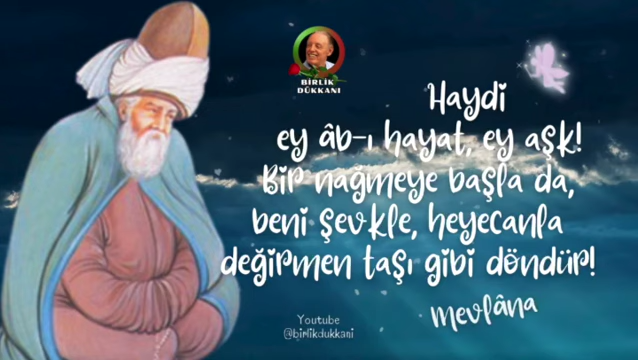 BİRLİK
DÜKKANI
Haydi
ey âb-ı hayat, ey aşk!
Bir nağmeye başla da,
beni şevkle, heyecanla
değirmen taşı gibi döndür!
mevlâna
Youtube
@birlikdukkani